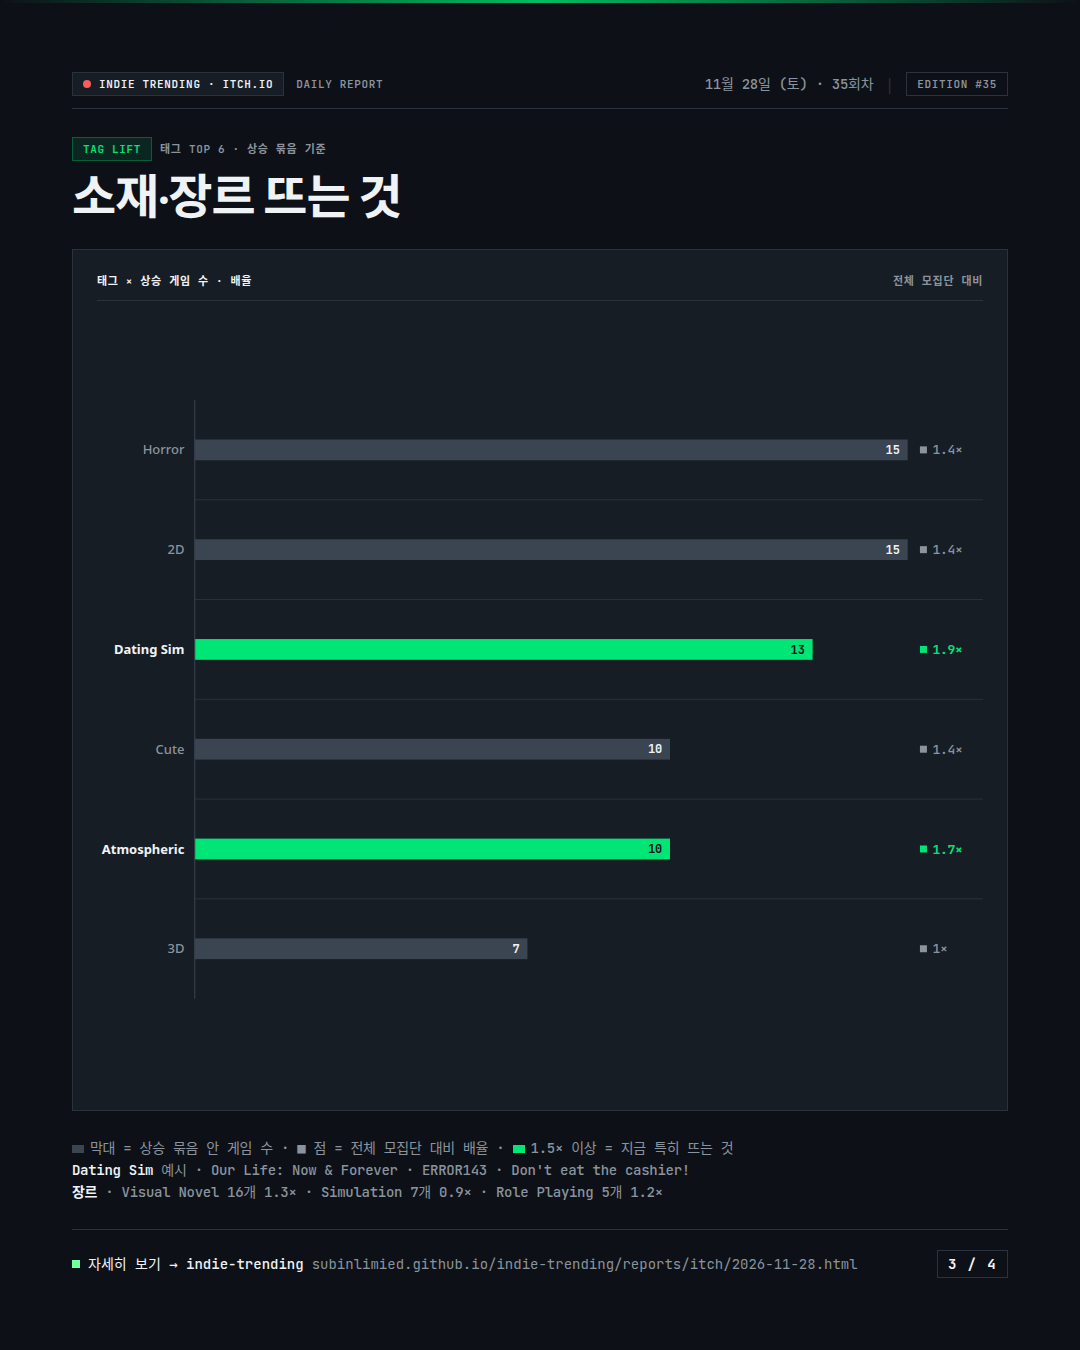 INDIE TRENDING · ITCH.IO DAILY REPORT 11월 28일 (토) · 35회차 EDITION #35
TAG LIFT 태그 TOP 6 · 상승 묶음 기준
소재·장르 뜨는 것
태그 × 상승 게임 수 · 배율 전체 모집단 대비
Horror 15 1.4×
2D 15 1.4×
Dating Sim 13 1.9×
Cute 10 1.4×
Atmospheric 10 1.7×
3D 7 1×
막대 = 상승 묶음 안 게임 수 · ■ 점 = 전체 모집단 대비 배율 · 1.5× 이상 = 지금 특히 뜨는 것
Dating Sim 예시 · Our Life: Now & Forever · ERROR143 · Don't eat the cashier!
장르 · Visual Novel 16개 1.3× · Simulation 7개 0.9× · Role Playing 5개 1.2×
자세히 보기 → indie-trending subinlimied.github.io/indie-trending/reports/itch/2026-11-28.html 3 / 4